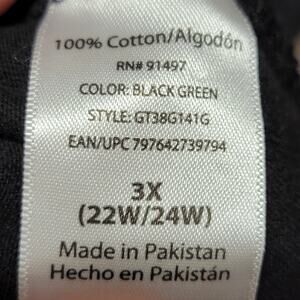 100% Cotton/Algodón
RN# 91497
COLOR: BLACK GREEN
STYLE: GT38G141G
EAN/UPC 797642739794
3X
(22W/24W)
Made in Pakistan
Hecho en Pakistán